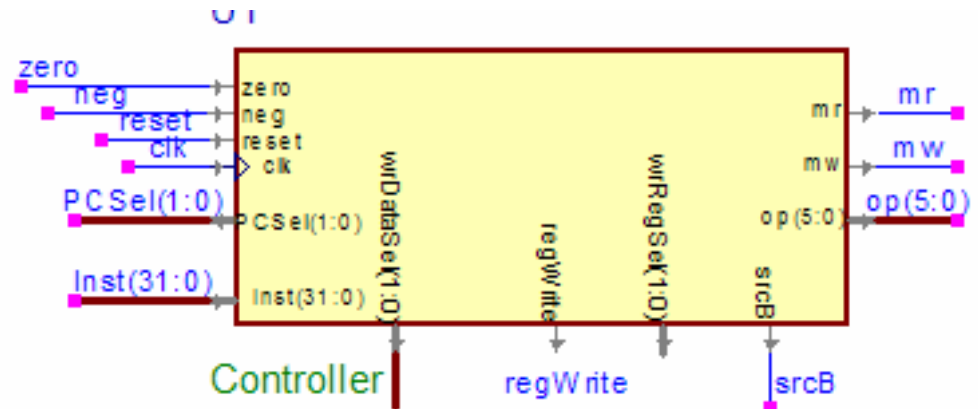 U1
zero
zero
neg
neg
reset
reset
clk
clk
PCSel(1:0)
PCSel(1:0)
Inst(31:0)
Inst(31:0)
wrDataSel(1:0)
regWrite
wrRegSel(1:0)
srcB
mr
mr
mw
mw
op(5:0)
op(5:0)
Controller
regWrite
srcB